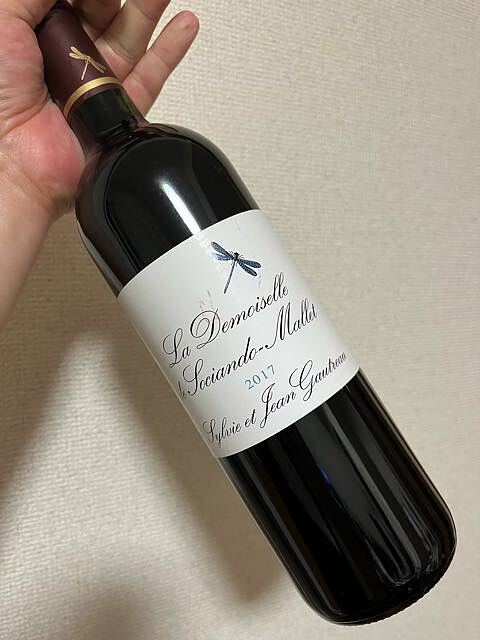 La Demoiselle
de Sociando-Mallet
2017
Sylvie et Jean Gautreau